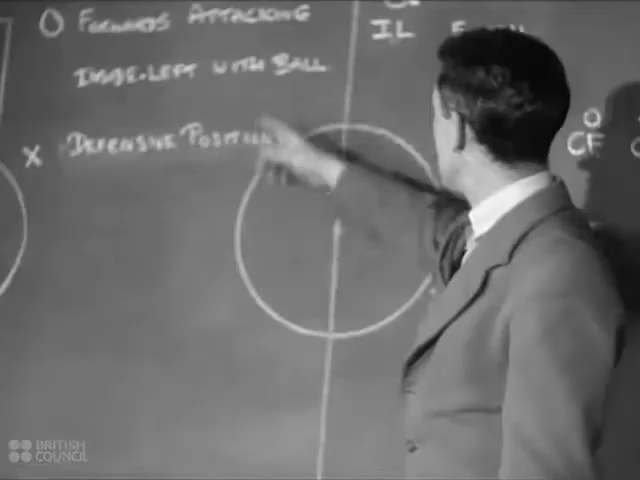 O FORWARDS ATTACKING
INSIDE-LEFT WITH BALL
X DEFENSIVE POSITION
IL
O
CF
BRITISH
COUNCIL